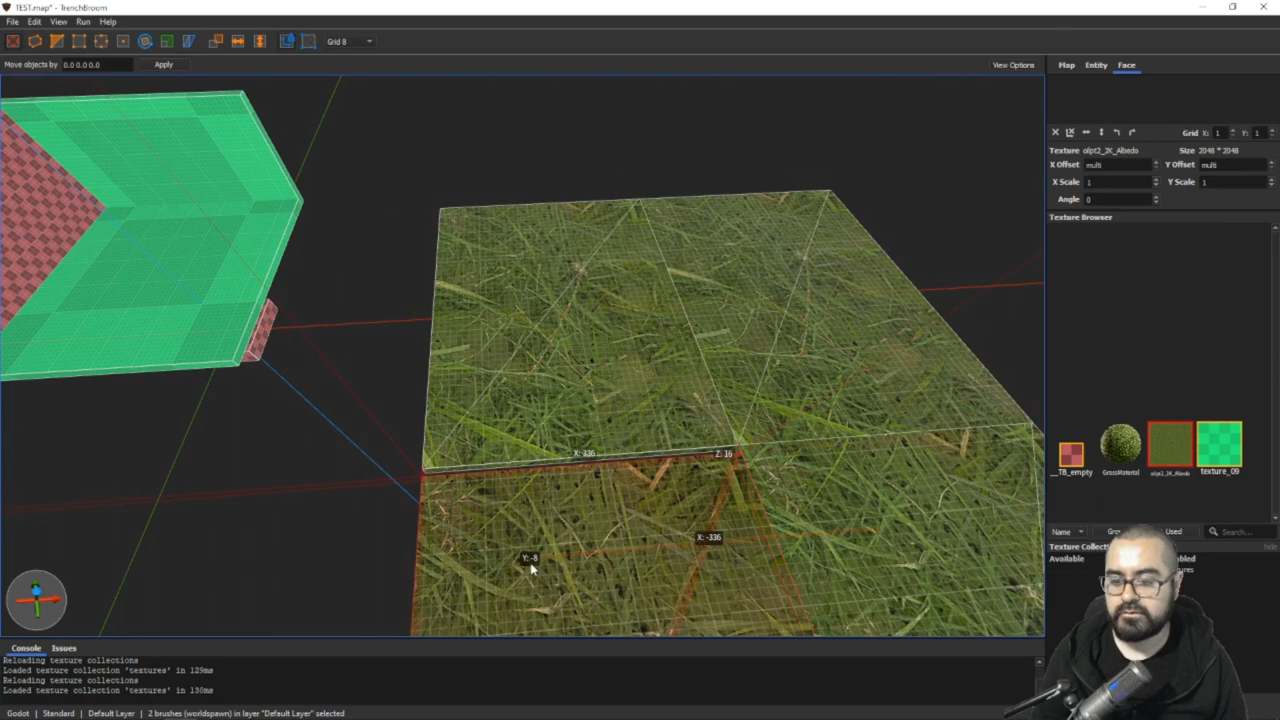 TEST.map* - TrenchBroom
File Edit View Run Help
Grid 8
Move objects by 0.0 0.0 0.0 Apply View Options
Map Entity Face
Grid X: 1 Y: 1
Texture oilpt2_2K_Albedo Size 2048 * 2048
X Offset multi Y Offset multi
X Scale 1 Y Scale 1
Angle 0
Texture Browser
X: 336
Z: 16
X: -336
Y: -8
__TB_empty GrassMaterial oilpt2_2K_Albedo texture_09
Name Used Search...
Texture Collections hide
Available
Console Issues
Reloading texture collections
Loaded texture collection 'textures' in 129ms
Reloading texture collections
Loaded texture collection 'textures' in 130ms
Godot | Standard | Default Layer | 2 brushes (worldspawn) in layer "Default Layer" selected